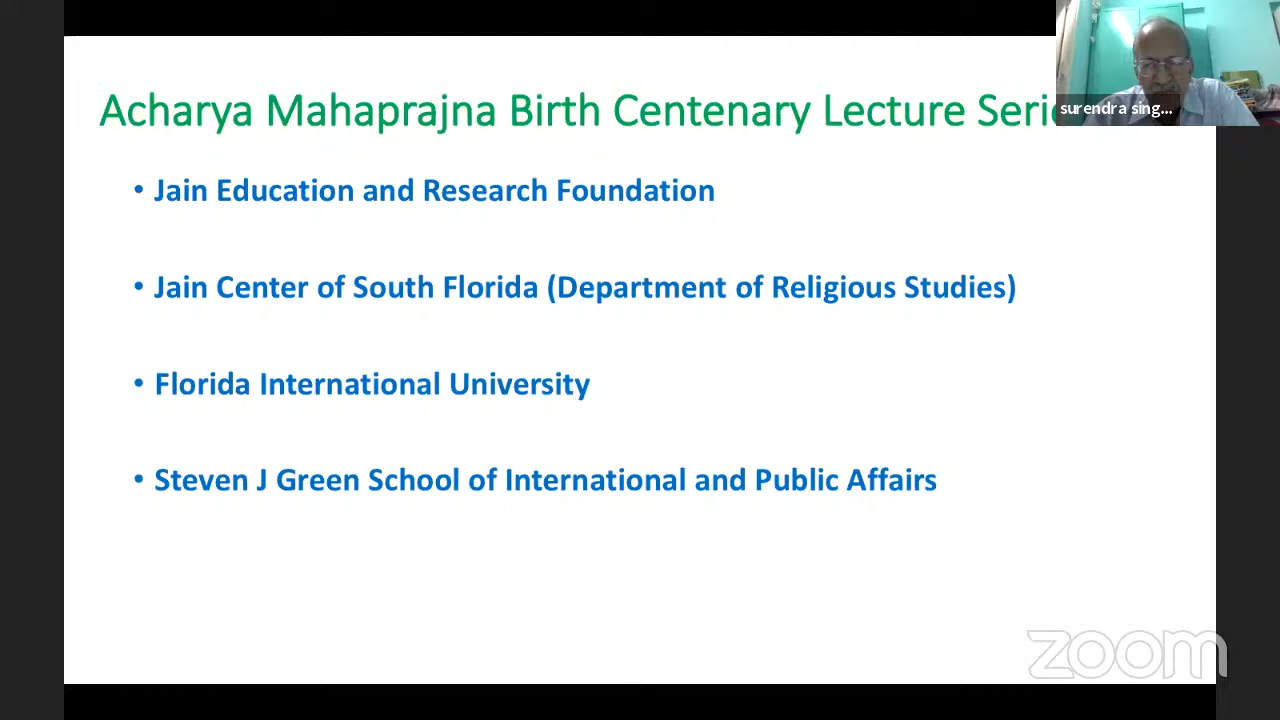 Acharya Mahaprajna Birth Centenary Lecture Serie
surendra sing...
• Jain Education and Research Foundation
• Jain Center of South Florida (Department of Religious Studies)
• Florida International University
• Steven J Green School of International and Public Affairs
zoom